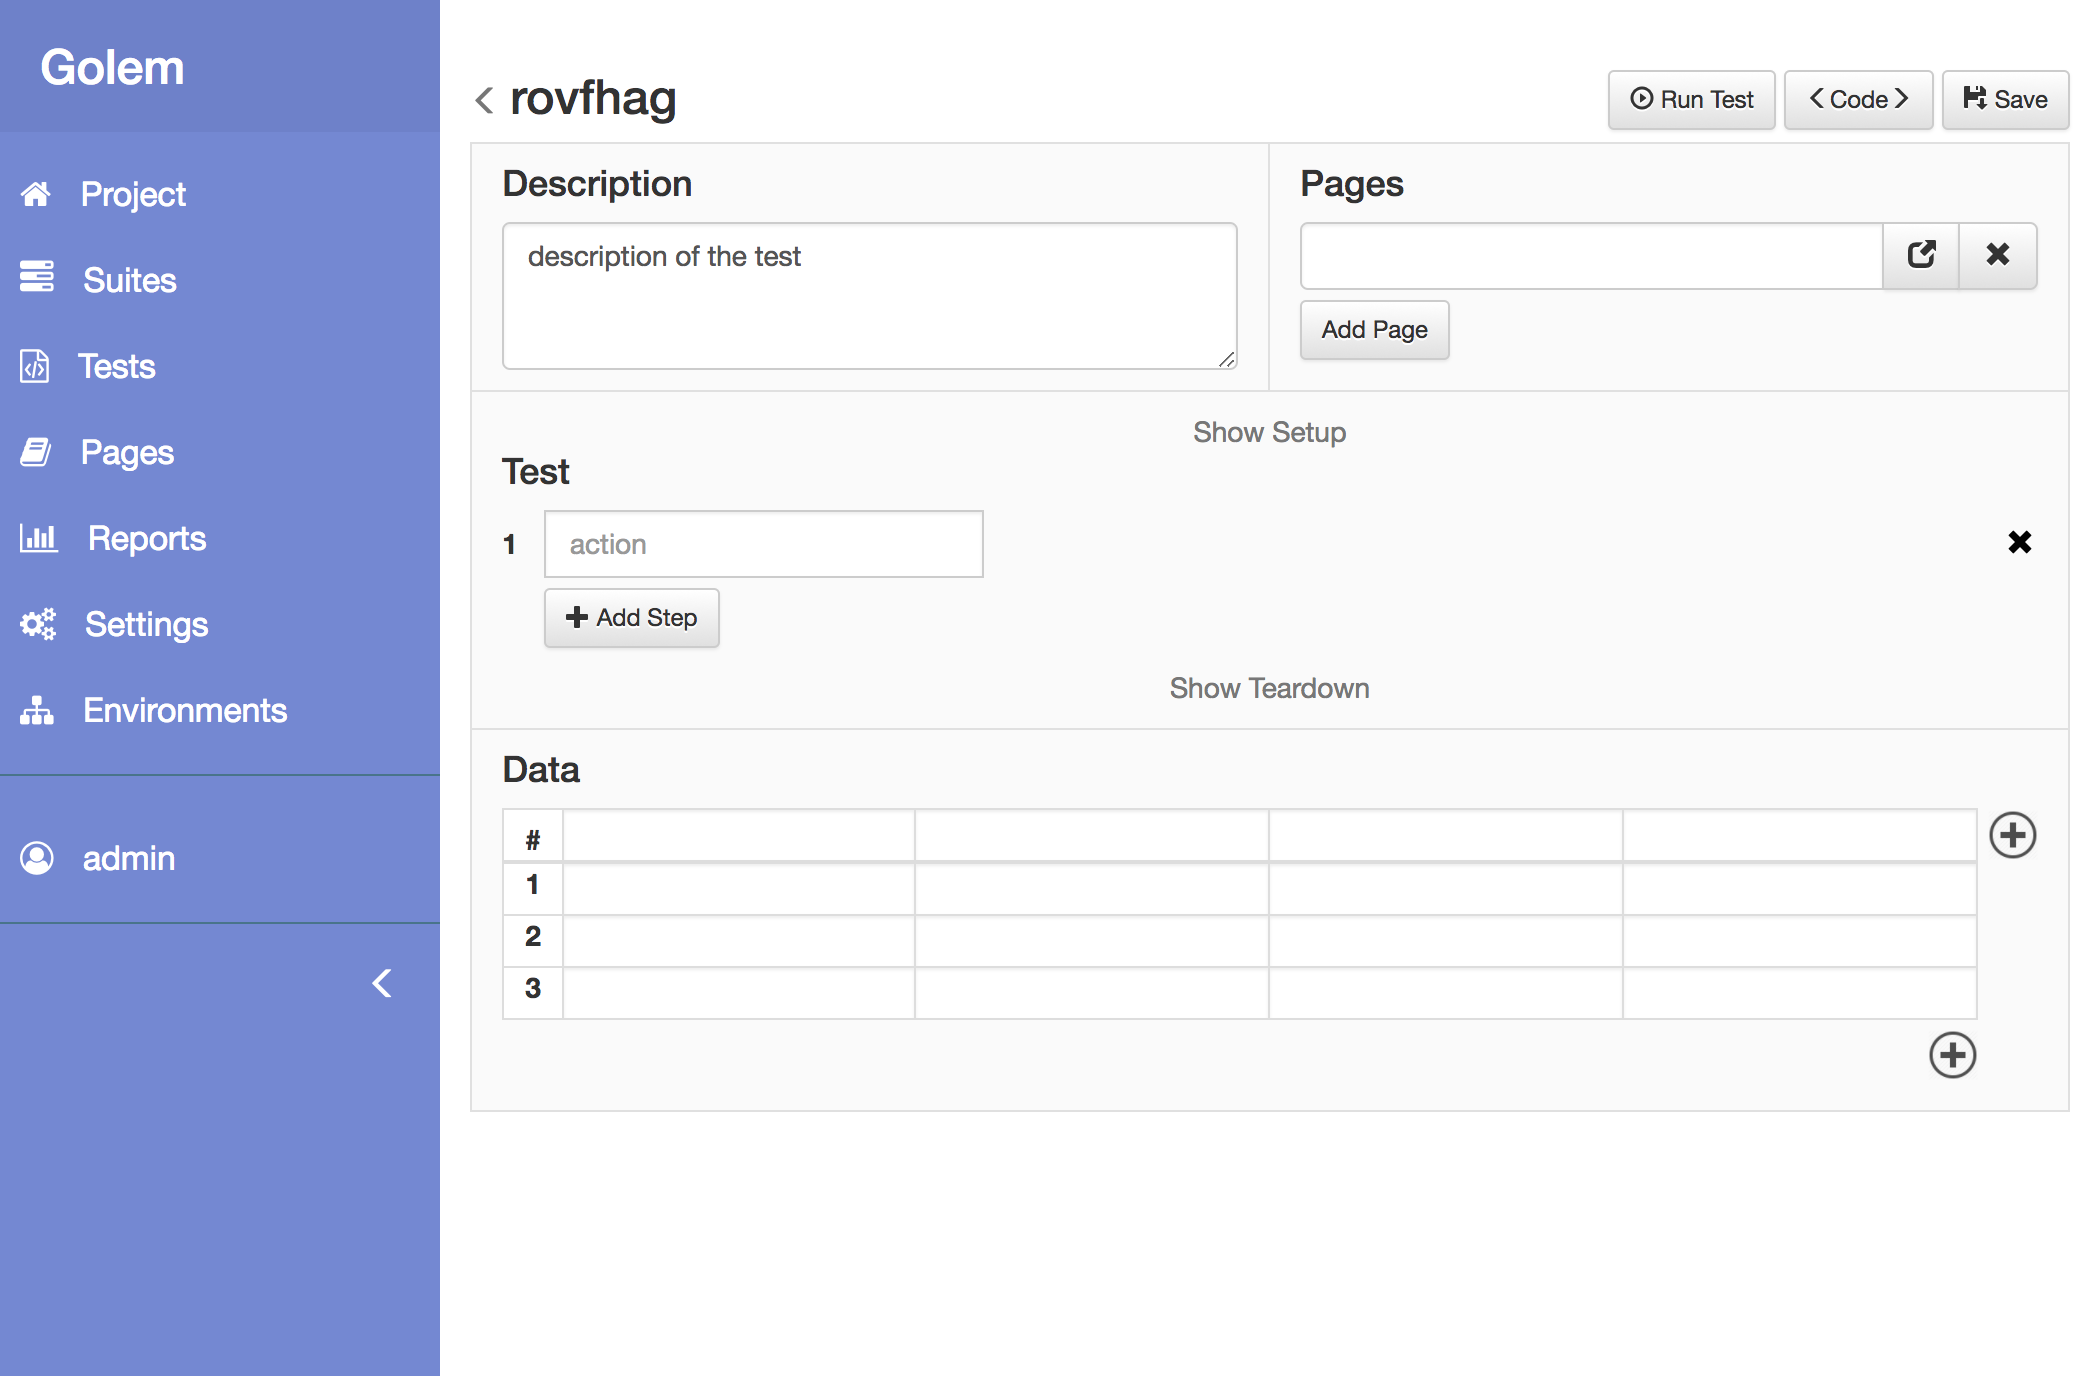 Golem
Project
Suites
Tests
Pages
Reports
Settings
Environments
admin
rovfhag
Run Test
Code
Save
Description
description of the test
Pages
Add Page
Show Setup
Test
1 action
Add Step
Show Teardown
Data
#
1
2
3